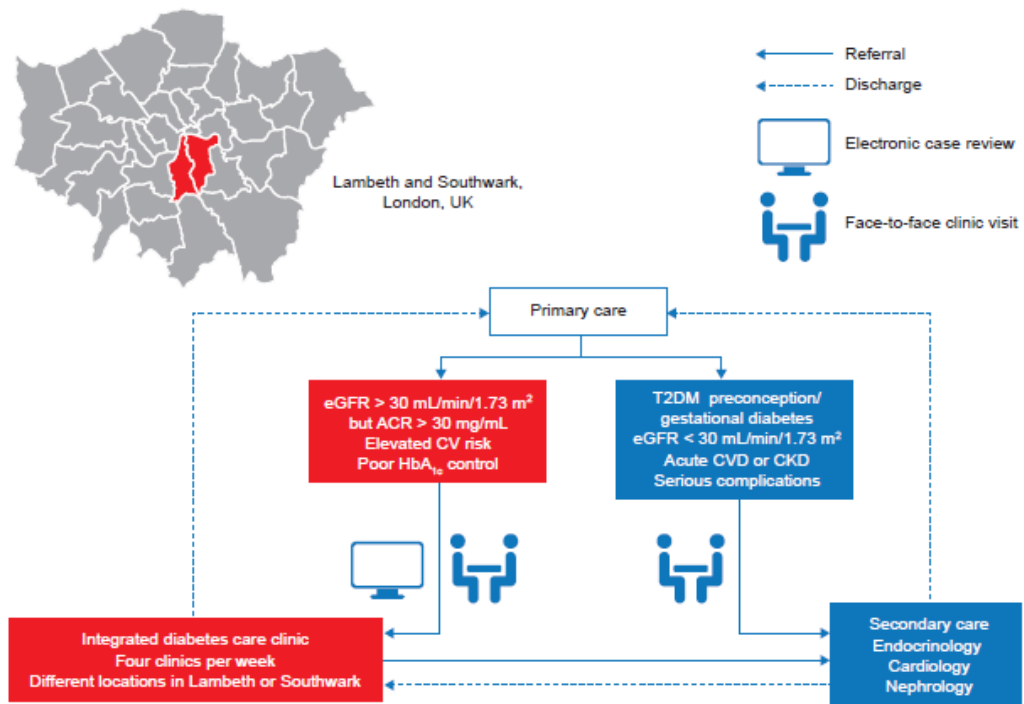 Lambeth and Southwark,
London, UK
Referral
Discharge
Electronic case review
Face-to-face clinic visit
Primary care
eGFR > 30 mL/min/1.73 m²
but ACR > 30 mg/mL
Elevated CV risk
Poor HbA₁c control
T2DM preconception/
gestational diabetes
eGFR < 30 mL/min/1.73 m²
Acute CVD or CKD
Serious complications
Integrated diabetes care clinic
Four clinics per week
Different locations in Lambeth or Southwark
Secondary care
Endocrinology
Cardiology
Nephrology